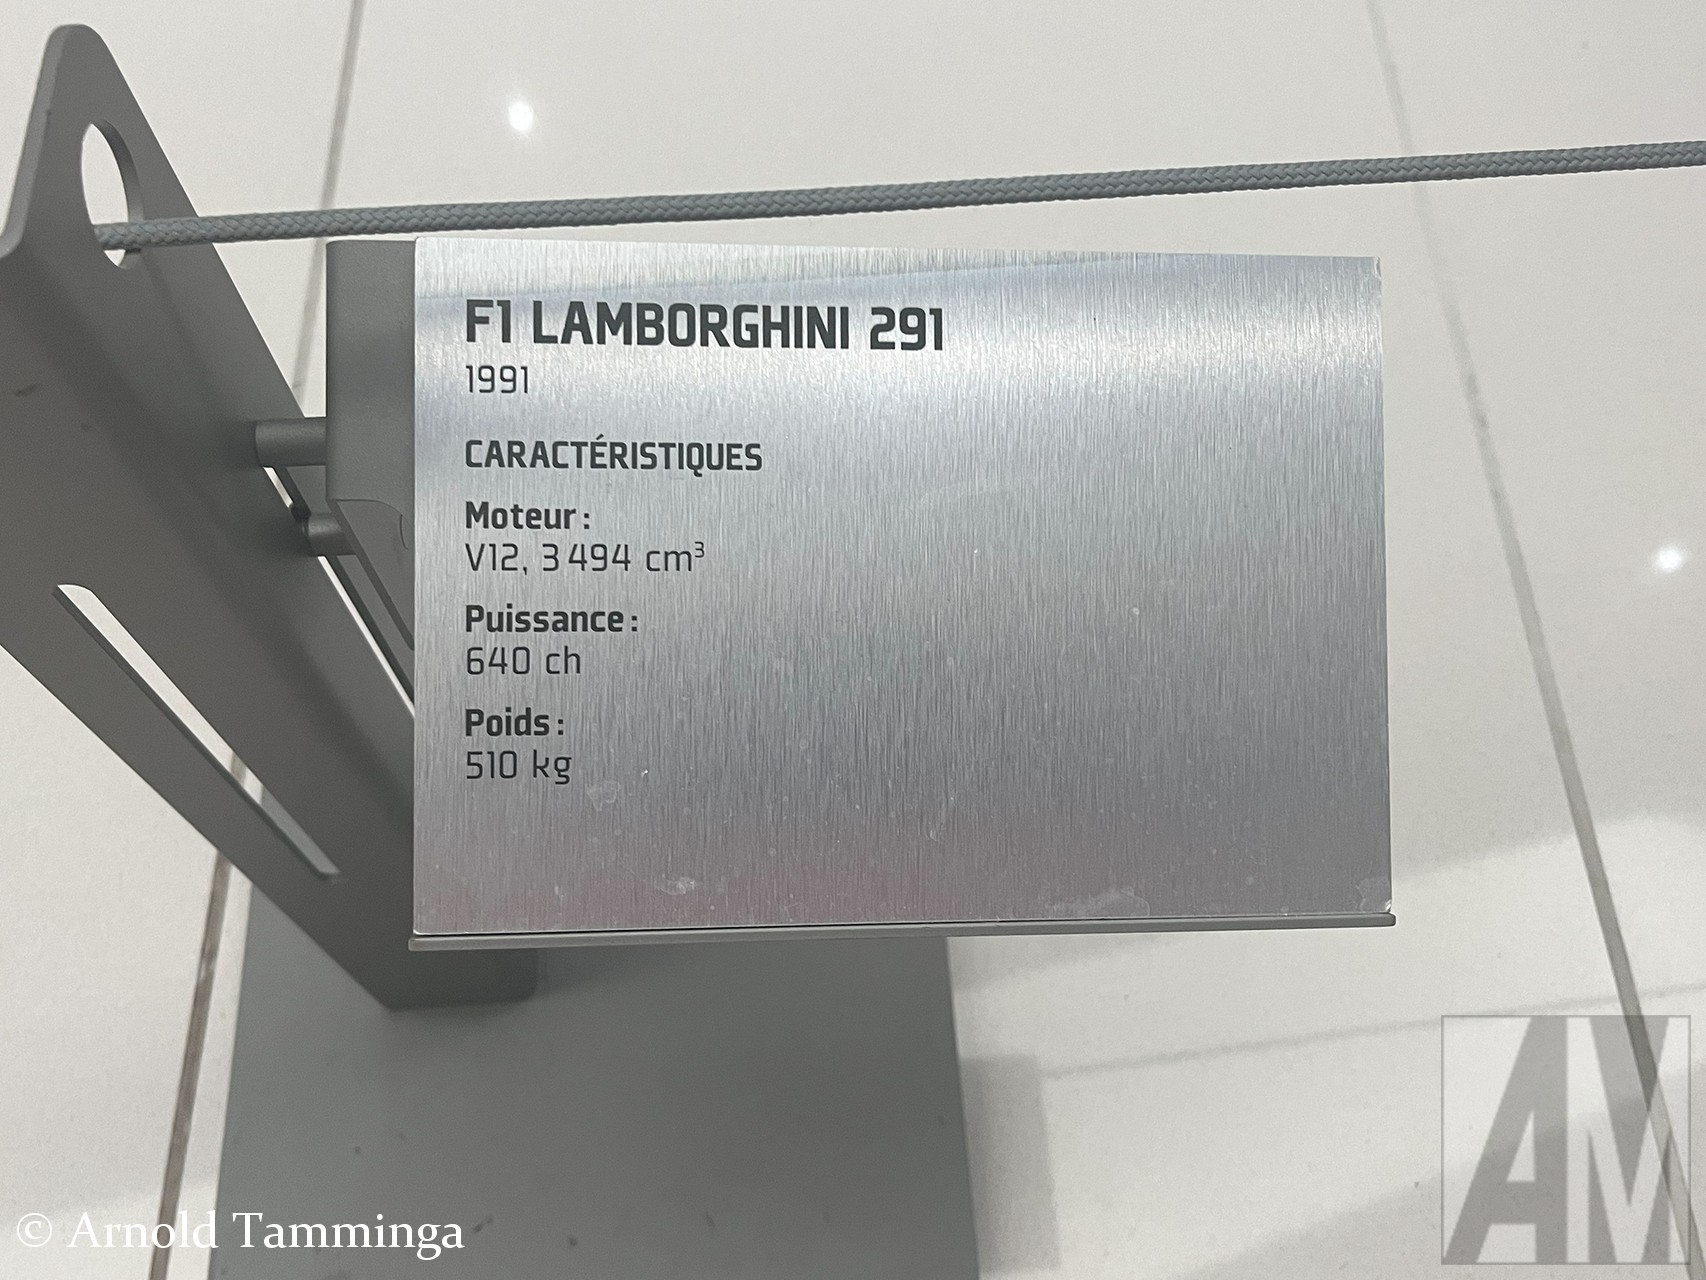 F1 LAMBORGHINI 291
1991
CARACTÉRISTIQUES
Moteur :
V12, 3 494 cm³
Puissance :
640 ch
Poids :
510 kg
© Arnold Tamminga
AM